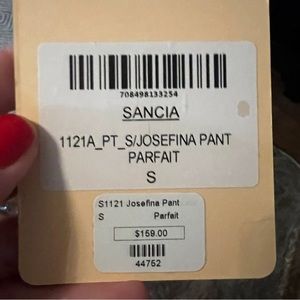 708498133254
SANCIA
1121A_PT_S/JOSEFINA PANT
PARFAIT
S
S1121 Josefina Pant
S Parfait
$159.00
44752